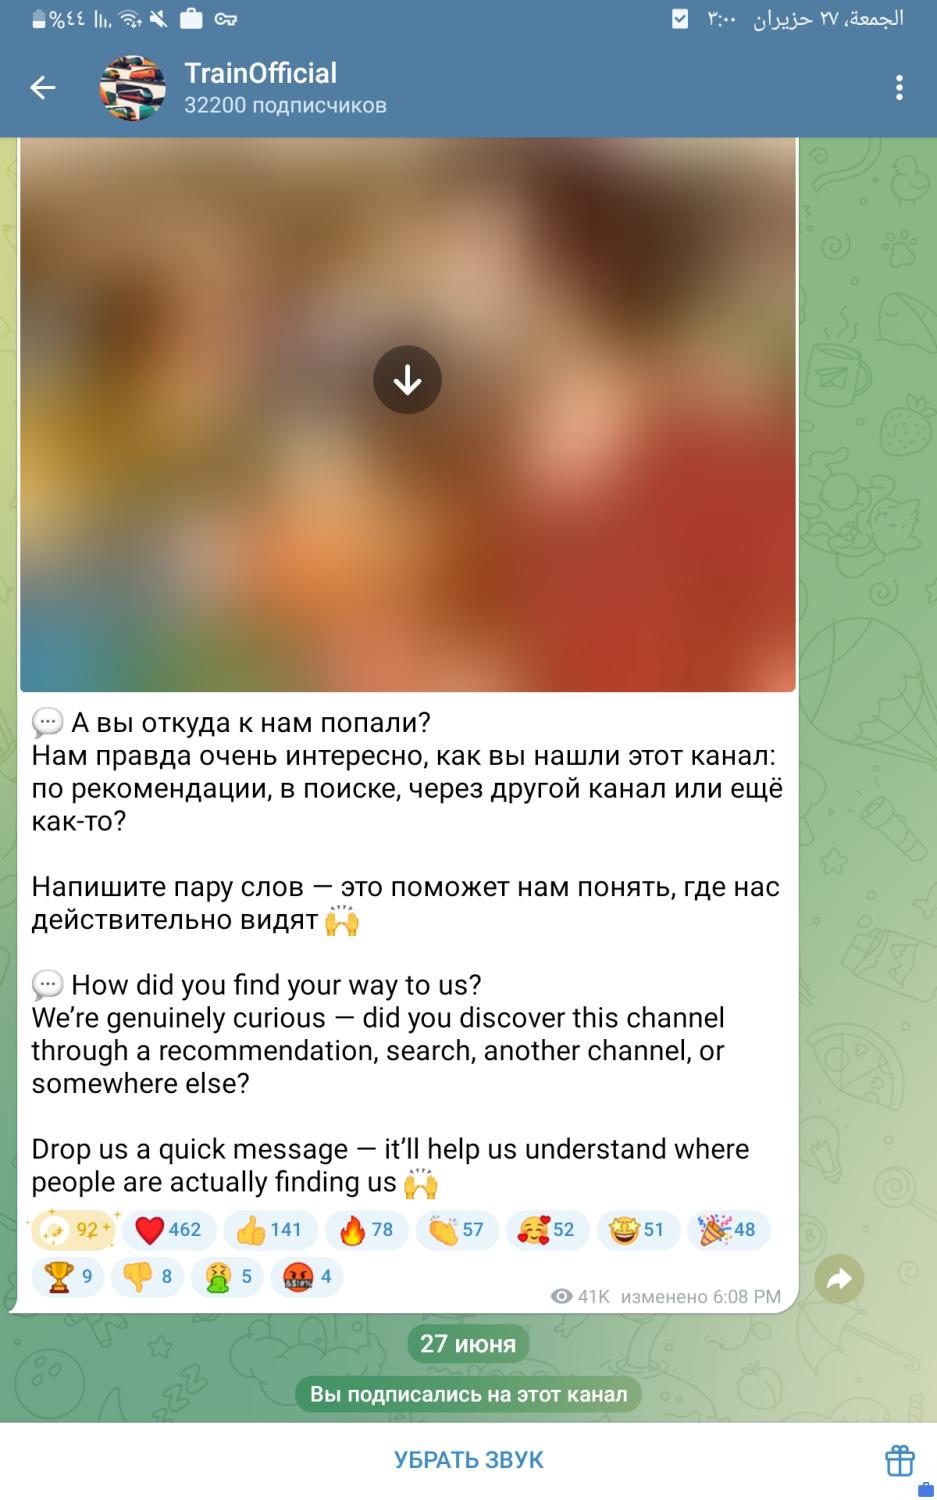 %٤٤
٣:٠٠ الجمعة، ٢٧ حزيران
TrainOfficial
32200 подписчиков
А вы откуда к нам попали?
Нам правда очень интересно, как вы нашли этот канал:
по рекомендации, в поиске, через другой канал или ещё
как-то?
Напишите пару слов — это поможет нам понять, где нас
действительно видят
How did you find your way to us?
We’re genuinely curious — did you discover this channel
through a recommendation, search, another channel, or
somewhere else?
Drop us a quick message — it’ll help us understand where
people are actually finding us
92 462 141 78 57 52 51 48
9 8 5 4
41K изменено 6:08 PM
27 июня
Вы подписались на этот канал
УБРАТЬ ЗВУК